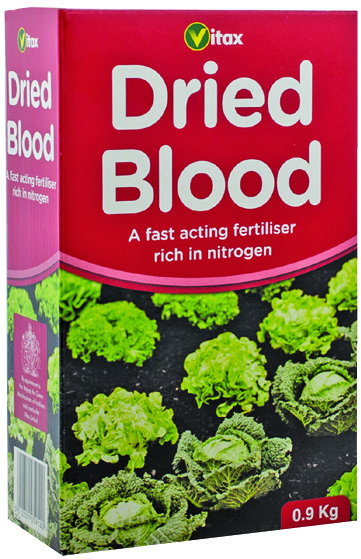 Vitax
Dried
Blood
A fast acting fertiliser
rich in nitrogen
0.9 Kg
Vitax
Dried
Blood
A fast acting fertiliser
rich in nitrogen